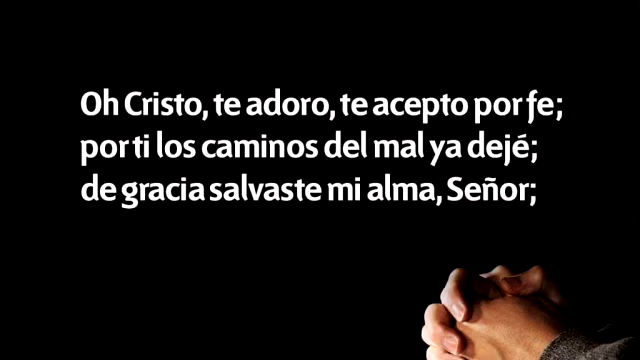 Oh Cristo, te adoro, te acepto por fe;
por ti los caminos del mal ya dejé;
de gracia salvaste mi alma, Señor;